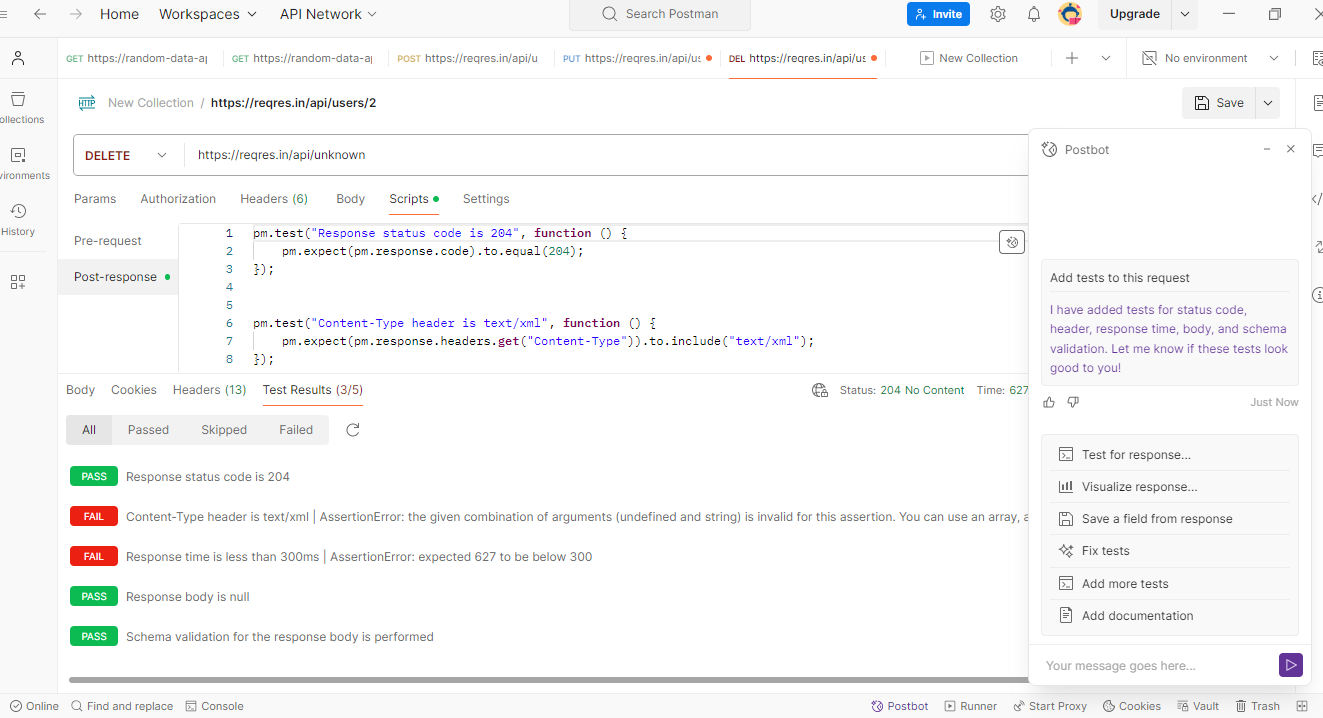 Home Workspaces API Network Search Postman Invite Upgrade
GET https://random-data-ap GET https://random-data-ap POST https://reqres.in/api/u PUT https://reqres.in/api/us DEL https://reqres.in/api/us New Collection No environment
HTTP New Collection / https://reqres.in/api/users/2 Save
ollections
DELETE https://reqres.in/api/unknown
Postbot
vironments
Params Authorization Headers (6) Body Scripts Settings
History
Pre-request
Post-response
1 pm.test("Response status code is 204", function () {
2 pm.expect(pm.response.code).to.equal(204);
3 });
4
5
6 pm.test("Content-Type header is text/xml", function () {
7 pm.expect(pm.response.headers.get("Content-Type")).to.include("text/xml");
8 });
Add tests to this request
I have added tests for status code,
header, response time, body, and schema
validation. Let me know if these tests look
good to you!
Just Now
Body Cookies Headers (13) Test Results (3/5) Status: 204 No Content Time: 627
All Passed Skipped Failed
PASS Response status code is 204
FAIL Content-Type header is text/xml | AssertionError: the given combination of arguments (undefined and string) is invalid for this assertion. You can use an array, a
FAIL Response time is less than 300ms | AssertionError: expected 627 to be below 300
PASS Response body is null
PASS Schema validation for the response body is performed
Test for response...
Visualize response...
Save a field from response
Fix tests
Add more tests
Add documentation
Your message goes here...
Online Find and replace Console Postbot Runner Start Proxy Cookies Vault Trash